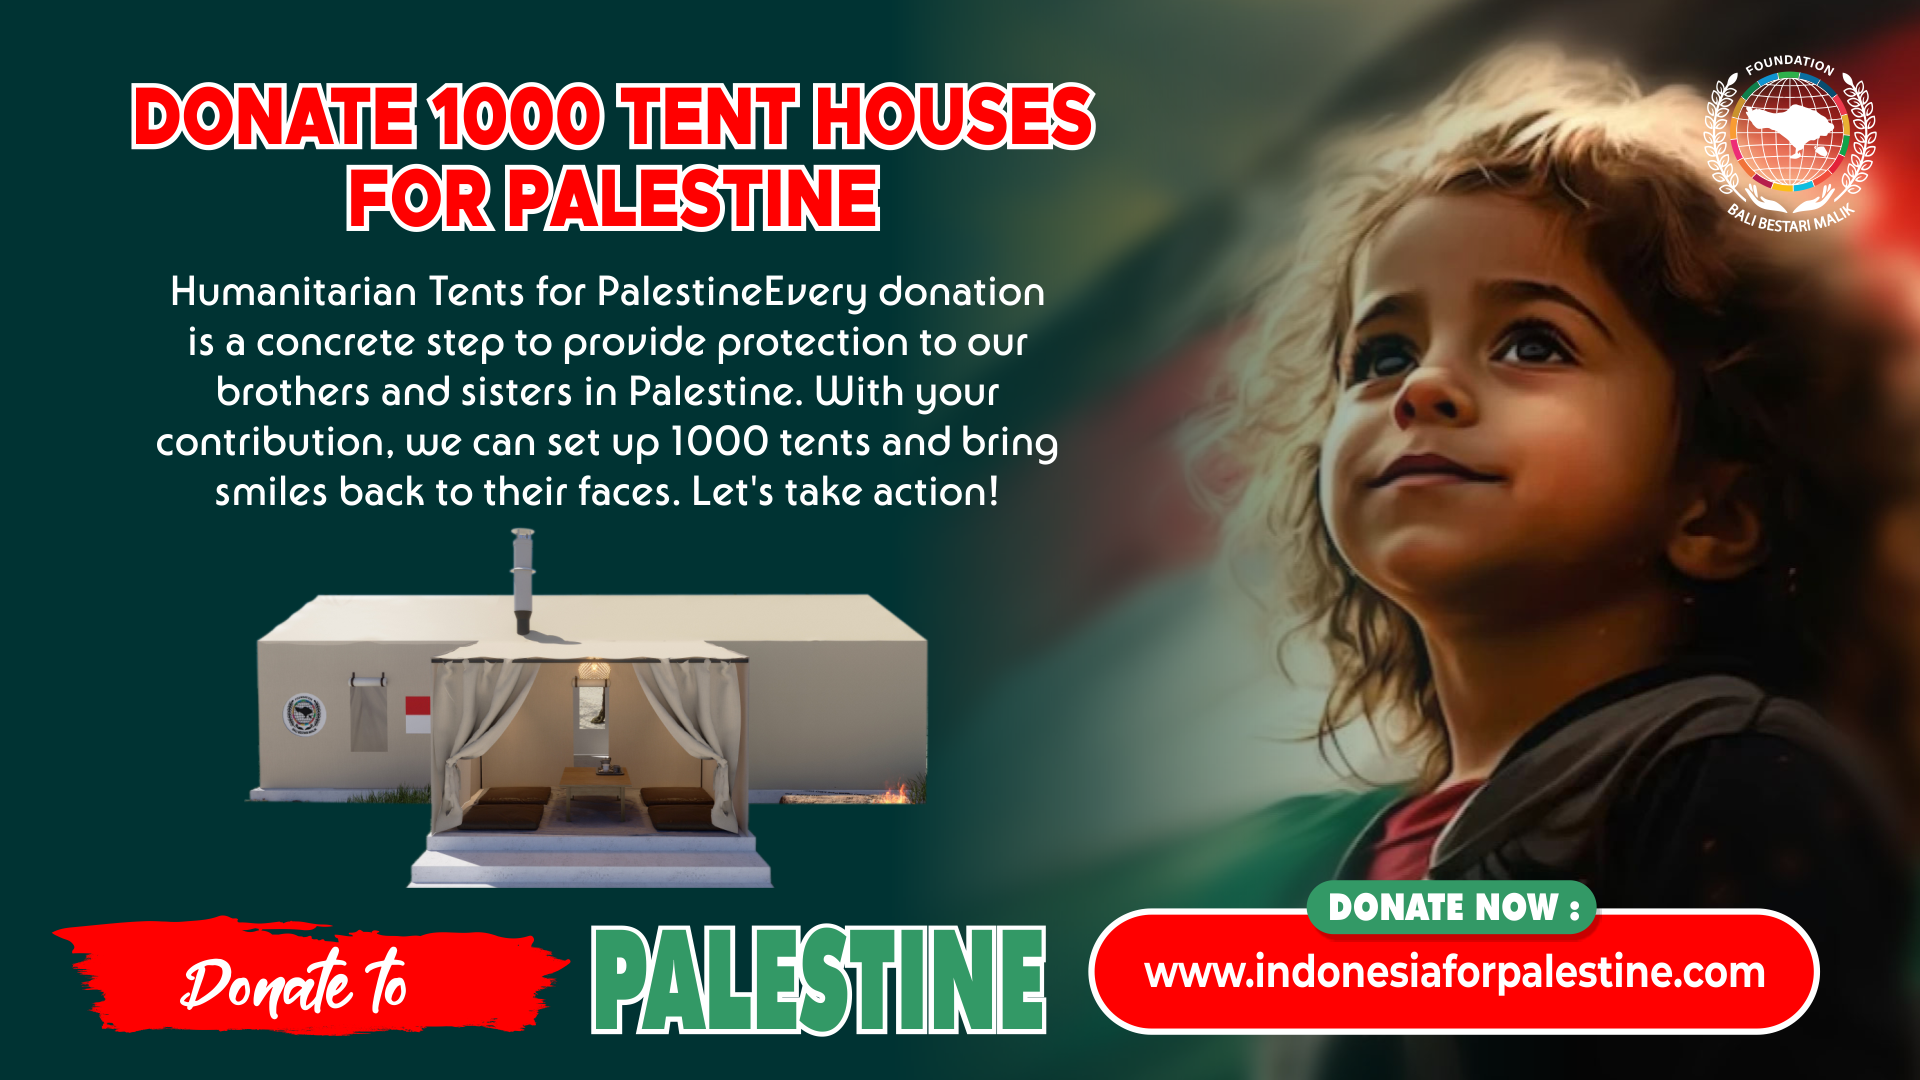 DONATE 1000 TENT HOUSES
FOR PALESTINE
FOUNDATION
BALI BESTARI MALIK
Humanitarian Tents for PalestineEvery donation
is a concrete step to provide protection to our
brothers and sisters in Palestine. With your
contribution, we can set up 1000 tents and bring
smiles back to their faces. Let's take action!
Donate to
PALESTINE
DONATE NOW :
www.indonesiaforpalestine.com